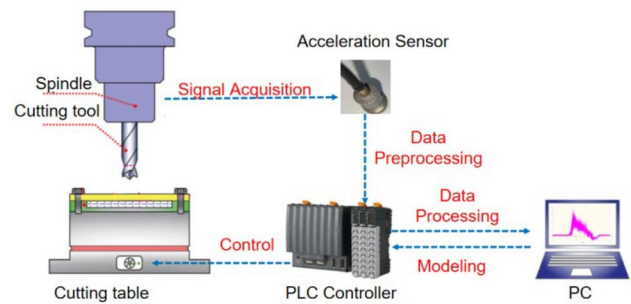 Acceleration Sensor
Spindle
Signal Acquisition
Cutting tool
Data
Preprocessing
Data
Processing
Control
Modeling
Cutting table
PLC Controller
PC